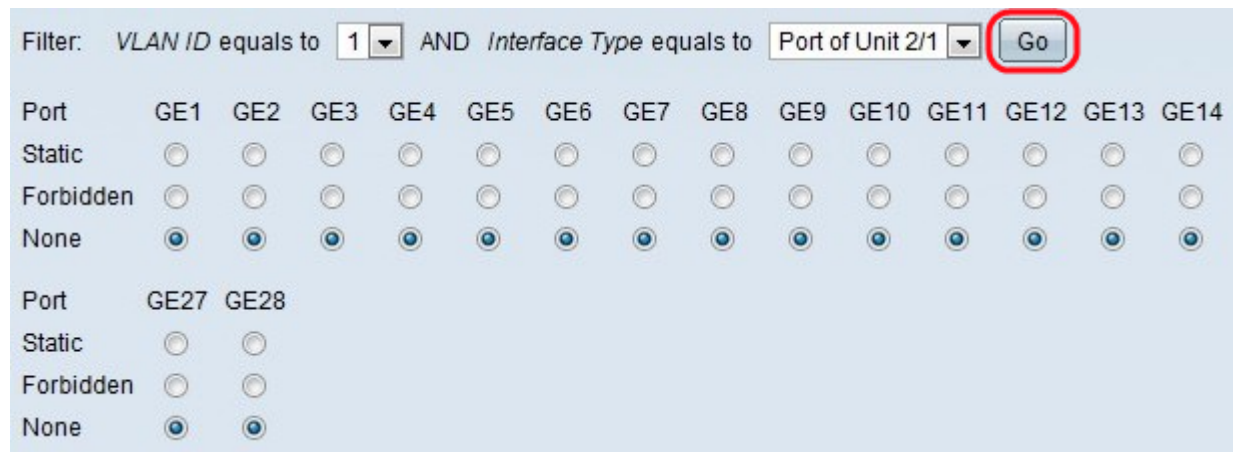 Filter: VLAN ID equals to 1 AND Interface Type equals to Port of Unit 2/1 Go
Port GE1 GE2 GE3 GE4 GE5 GE6 GE7 GE8 GE9 GE10 GE11 GE12 GE13 GE14
Static
Forbidden
None
Port GE27 GE28
Static
Forbidden
None